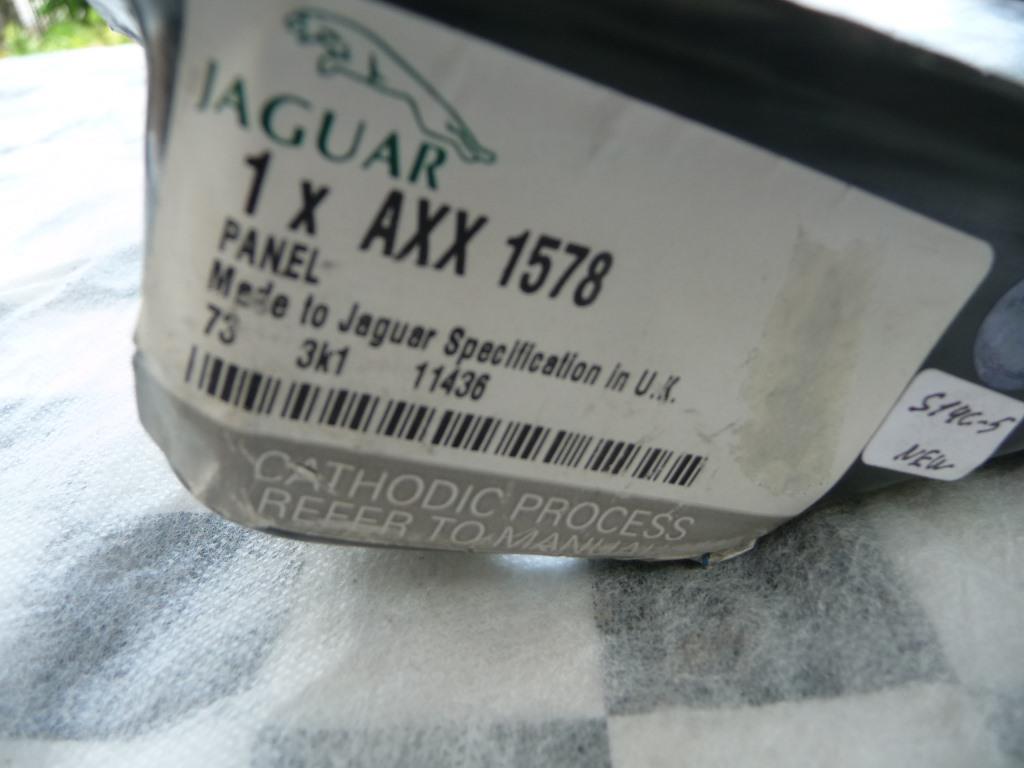 JAGUAR
1 x AXX 1578
PANEL
Made to Jaguar Specification in U.K.
73 3k1 11436
CATHODIC PROCESS
REFER TO MANUAL
S14C-5
NEW